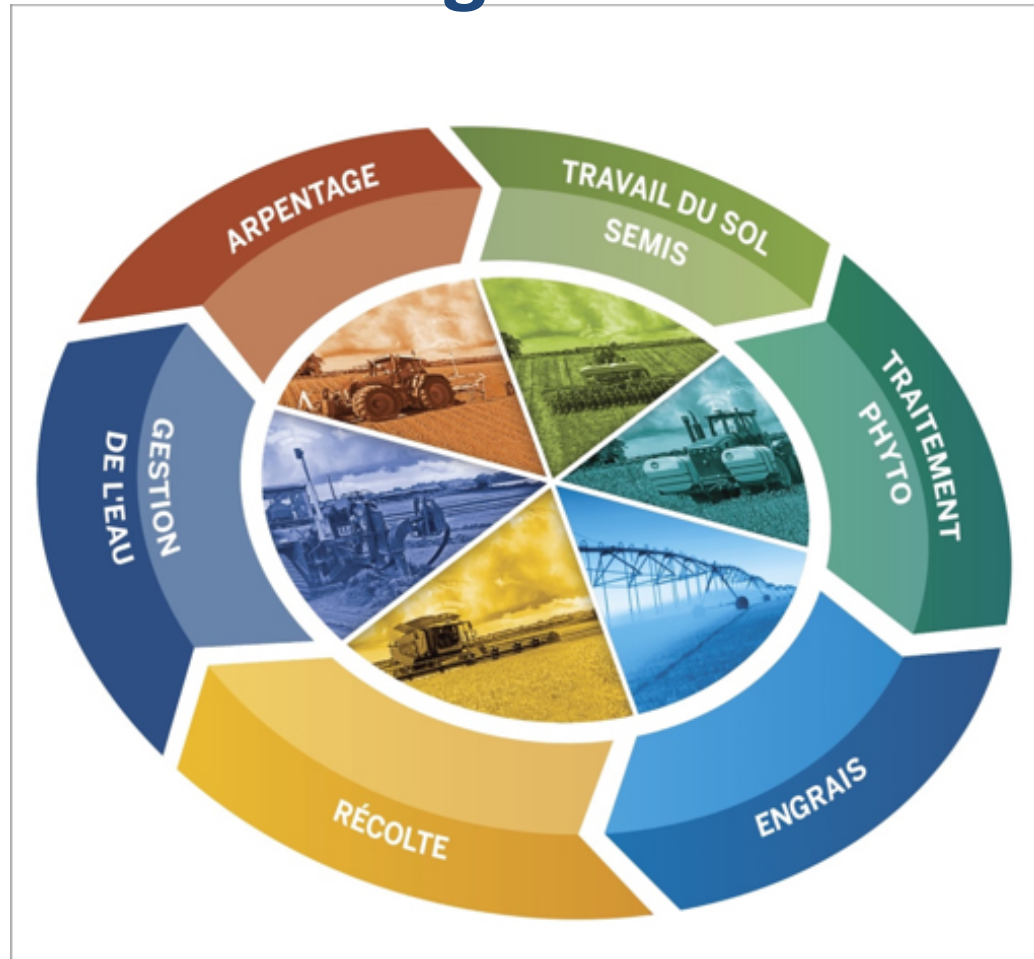 ARPENTAGE
TRAVAIL DU SOL
SEMIS
TRAITEMENT
PHYTO
ENGRAIS
RÉCOLTE
GESTION
DE L'EAU